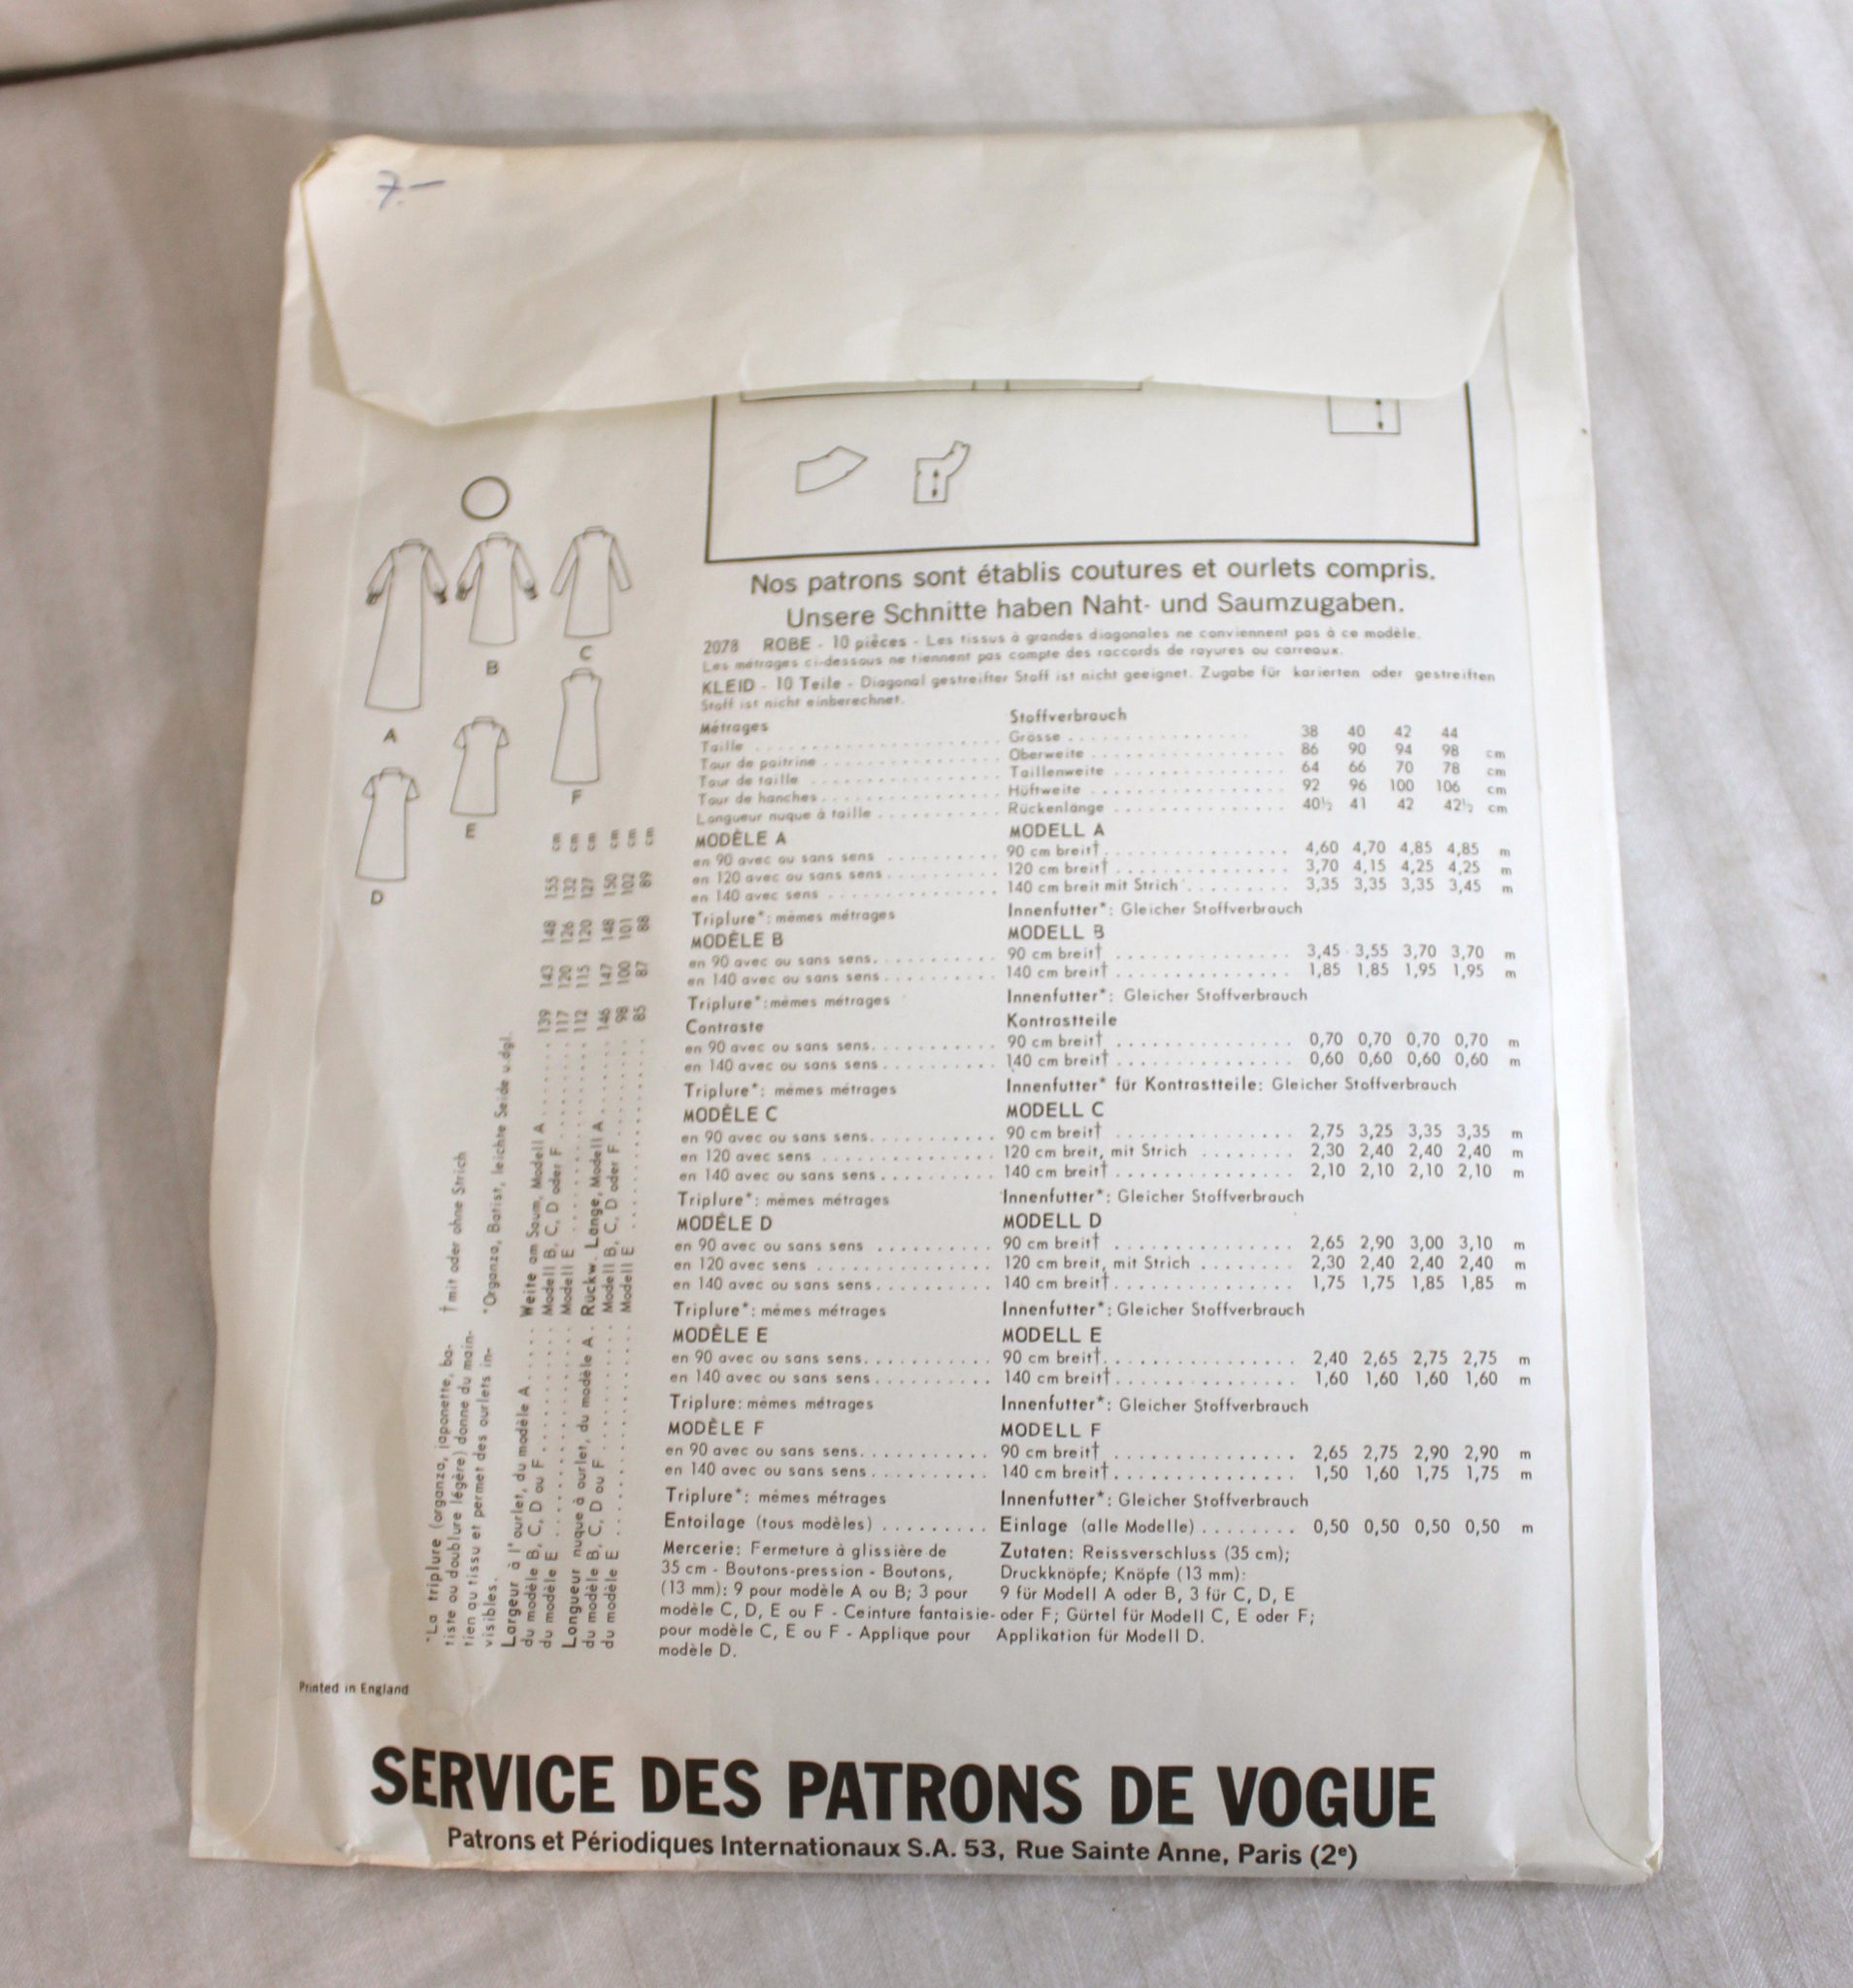 7.—
Nos patrons sont établis coutures et ourlets compris.
Unsere Schnitte haben Naht- und Saumzugaben.
2078 ROBE - 10 pièces - Les tissus à grandes diagonales ne conviennent pas à ce modèle.
Les métrages ci-dessous ne tiennent pas compte des raccords de rayures ou carreaux.
KLEID - 10 Teile - Diagonal gestreifter Stoff ist nicht geeignet. Zugabe für karierten oder gestreiften
Stoff ist nicht einberechnet.
Métrages Stoffverbrauch
Taille Grösse 38 40 42 44
Tour de poitrine Oberweite 86 90 94 98 cm
Tour de taille Taillenweite 64 66 70 78 cm
Tour de hanches Hüftweite 92 96 100 106 cm
Longueur nuque à taille Rückenlänge 40½ 41 42 42½ cm
MODÈLE A MODELL A
en 90 avec ou sans sens 90 cm breit† 4,60 4,70 4,85 4,85 m
en 120 avec ou sans sens 120 cm breit† 3,70 4,15 4,25 4,25 m
en 140 avec sens 140 cm breit mit Strich 3,35 3,35 3,35 3,45 m
Triplure*: mêmes métrages Innenfutter*: Gleicher Stoffverbrauch
MODÈLE B MODELL B
en 90 avec ou sans sens. 90 cm breit† 3,45 3,55 3,70 3,70 m
en 140 avec ou sans sens 140 cm breit† 1,85 1,85 1,95 1,95 m
Triplure*: mêmes métrages Innenfutter*: Gleicher Stoffverbrauch
Contraste Kontrastteile
en 90 avec ou sans sens. 90 cm breit† 0,70 0,70 0,70 0,70 m
en 140 avec ou sans sens 140 cm breit† 0,60 0,60 0,60 0,60 m
Triplure*: mêmes métrages Innenfutter* für Kontrastteile: Gleicher Stoffverbrauch
MODÈLE C MODELL C
en 90 avec ou sans sens. 90 cm breit† 2,75 3,25 3,35 3,35 m
en 120 avec sens 120 cm breit, mit Strich 2,30 2,40 2,40 2,40 m
en 140 avec ou sans sens 140 cm breit† 2,10 2,10 2,10 2,10 m
Triplure*: mêmes métrages Innenfutter*: Gleicher Stoffverbrauch
MODÈLE D MODELL D
en 90 avec ou sans sens 90 cm breit† 2,65 2,90 3,00 3,10 m
en 120 avec sens 120 cm breit, mit Strich 2,30 2,40 2,40 2,40 m
en 140 avec ou sans sens 140 cm breit† 1,75 1,75 1,85 1,85 m
Triplure*: mêmes métrages Innenfutter*: Gleicher Stoffverbrauch
MODÈLE E MODELL E
en 90 avec ou sans sens. 90 cm breit† 2,40 2,65 2,75 2,75 m
en 140 avec ou sans sens 140 cm breit† 1,60 1,60 1,60 1,60 m
Triplure: mêmes métrages Innenfutter*: Gleicher Stoffverbrauch
MODÈLE F MODELL F
en 90 avec ou sans sens. 90 cm breit† 2,65 2,75 2,90 2,90 m
en 140 avec ou sans sens 140 cm breit† 1,50 1,60 1,75 1,75 m
Triplure*: mêmes métrages Innenfutter*: Gleicher Stoffverbrauch
Entoilage (tous modèles) Einlage (alle Modelle) 0,50 0,50 0,50 0,50 m
Mercerie: Fermeture à glissière de
35 cm - Boutons-pression - Boutons,
(13 mm): 9 pour modèle A ou B; 3 pour
modèle C, D, E ou F - Ceinture fantaisie
pour modèle C, E ou F - Applique pour
modèle D.
Zutaten: Reissverschluss (35 cm);
Druckknöpfe; Knöpfe (13 mm):
9 für Modell A oder B, 3 für C, D, E
oder F; Gürtel für Modell C, E oder F;
Applikation für Modell D.
A
B
C
D
E
F
*La triplure (organza, japonette, ba-
tiste ou doublure légère) donne du main-
tien au tissu et permet des ourlets in-
visibles.
† mit oder ohne Strich
*Organza, Batist, leichte Seide u.dgl.
Largeur à l'ourlet, du modèle A Weite am Saum, Modell A 139 143 148 155 cm
du modèle B, C, D ou F Modell B, C, D oder F 117 120 126 132 cm
du modèle E Modell E 112 115 120 127 cm
Longueur nuque à ourlet, du modèle A Rückw. Länge, Modell A 146 147 148 150 cm
du modèle B, C, D ou F Modell B, C, D oder F 98 100 101 102 cm
du modèle E Modell E 85 87 88 89 cm
Printed in England
SERVICE DES PATRONS DE VOGUE
Patrons et Périodiques Internationaux S.A. 53, Rue Sainte Anne, Paris (2e)